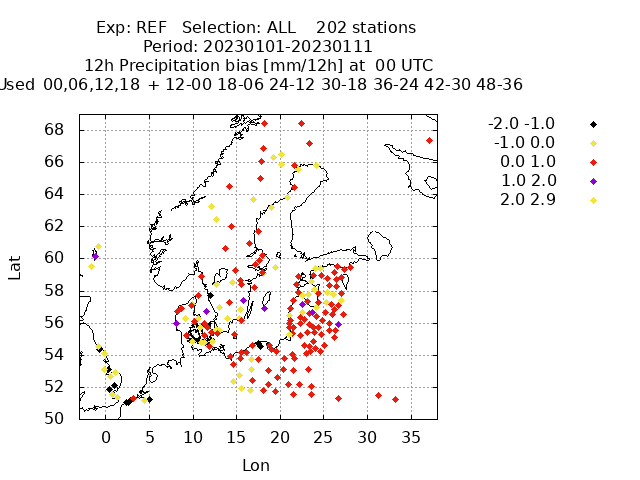 Exp: REF Selection: ALL 202 stations
Period: 20230101-20230111
12h Precipitation bias [mm/12h] at 00 UTC
Used 00,06,12,18 + 12-00 18-06 24-12 30-18 36-24 42-30 48-36
-2.0 -1.0
-1.0 0.0
0.0 1.0
1.0 2.0
2.0 2.9
68
66
64
62
60
58
56
54
52
50
Lat
0 5 10 15 20 25 30 35
Lon